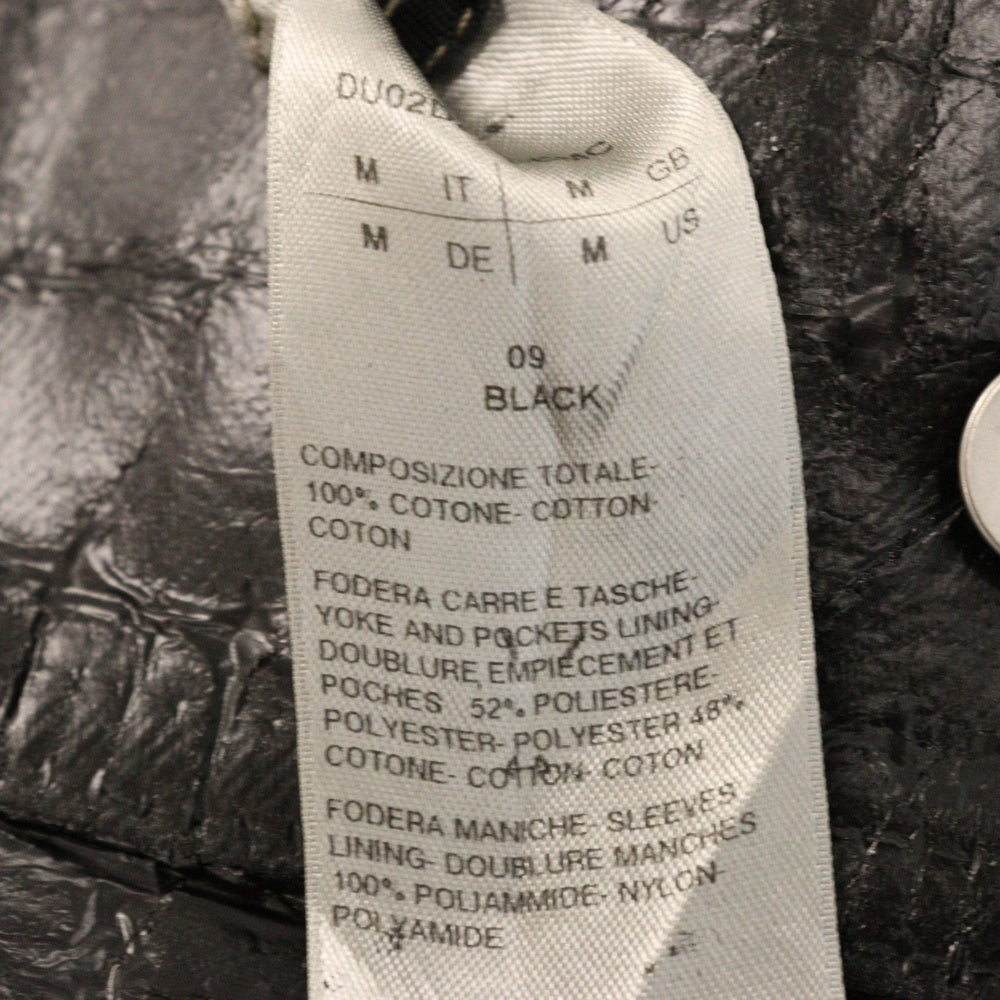 DU02
M IT M GB
M DE M US
09
BLACK
COMPOSIZIONE TOTALE-
100% COTONE- COTTON-
COTON
FODERA CARRE E TASCHE-
YOKE AND POCKETS LINING-
DOUBLURE EMPIECEMENT ET
POCHES 52% POLIESTERE-
POLYESTER- POLYESTER 48%
COTONE- COTTON- COTON
FODERA MANICHE- SLEEVES
LINING- DOUBLURE MANCHES
100% POLIAMMIDE- NYLON-
POLYAMIDE